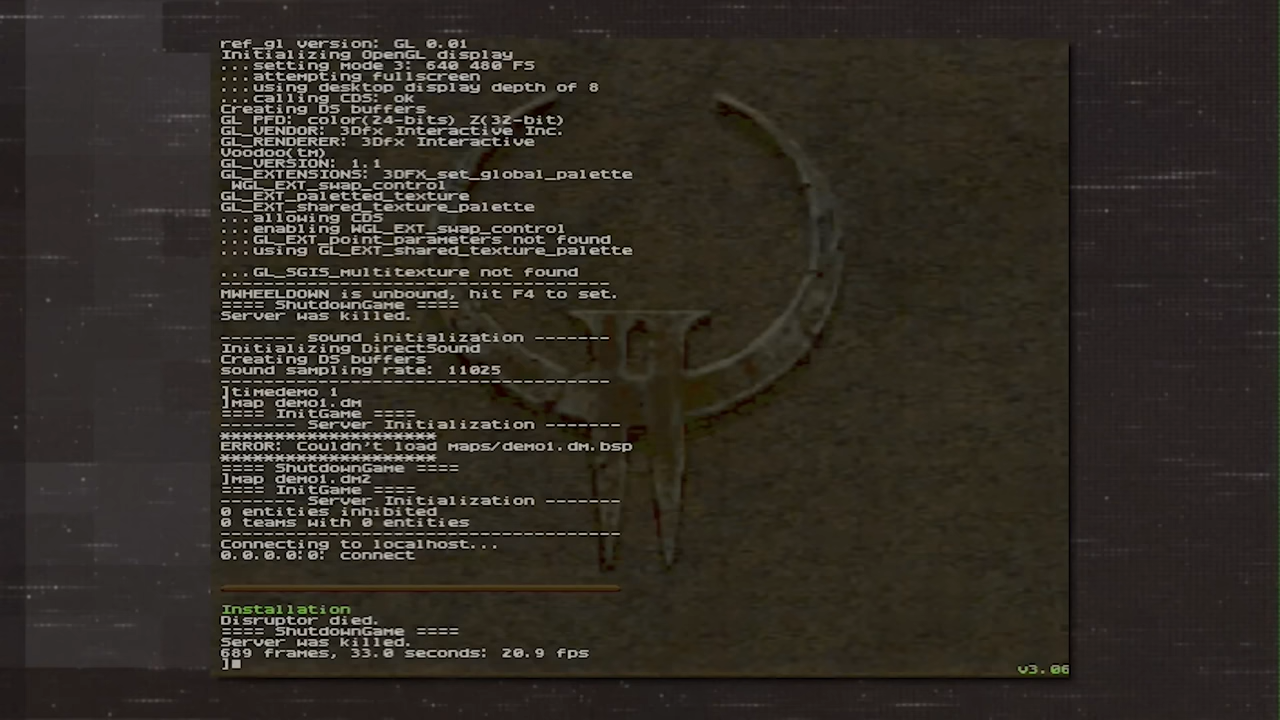 ref_gl version: GL 0.01
Initializing OpenGL display
...setting mode 3: 640 480 FS
...attempting fullscreen
...using desktop display depth of 8
...calling CDS: ok
Creating DS buffers
GL PFD: color(24-bits) Z(32-bit)
GL_VENDOR: 3Dfx Interactive Inc.
GL_RENDERER: 3Dfx Interactive
Voodoo(tm)
GL_VERSION: 1.1
GL_EXTENSIONS: 3DFX_set_global_palette
WGL_EXT_swap_control
GL_EXT_paletted_texture
GL_EXT_shared_texture_palette
...allowing CDS
...enabling WGL_EXT_swap_control
...GL_EXT_point_parameters not found
...using GL_EXT_shared_texture_palette
...GL_SGIS_multitexture not found
------------------------------------
MWHEELDOWN is unbound, hit F4 to set.
==== ShutdownGame ====
Server was killed.
------- sound initialization -------
Initializing DirectSound
Creating DS buffers
sound sampling rate: 11025
------------------------------------
]timedemo 1
]map demo1.dm
==== InitGame ====
------- Server Initialization -------
********************
ERROR: Couldn't load maps/demo1.dm.bsp
********************
==== ShutdownGame ====
]map demo1.dm2
==== InitGame ====
------- Server Initialization -------
0 entities inhibited
0 teams with 0 entities
-------------------------------------
Connecting to localhost...
0.0.0.0:0: connect
Installation
Disruptor died.
==== ShutdownGame ====
Server was killed.
689 frames, 33.0 seconds: 20.9 fps
]
v3.06